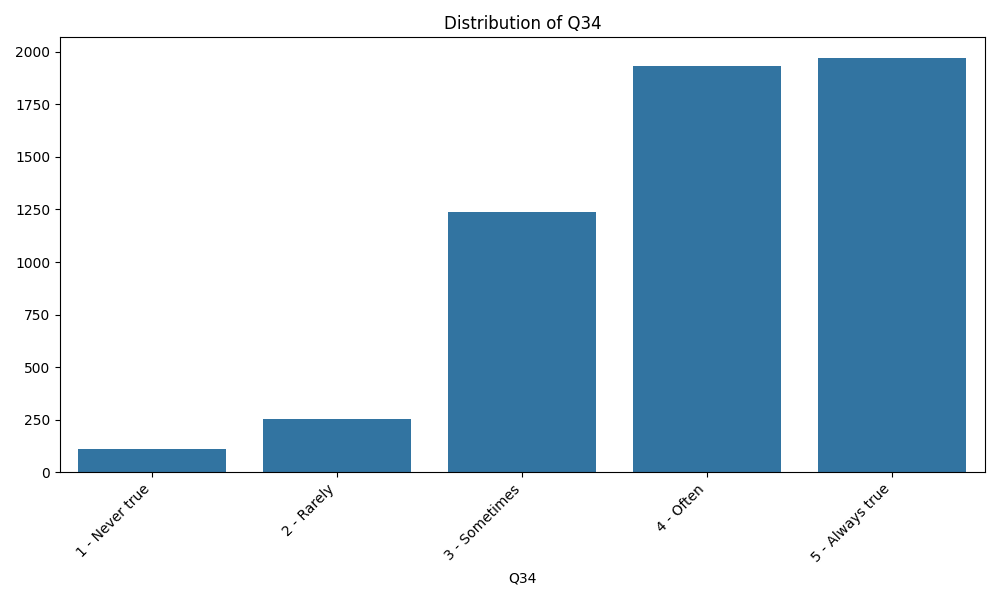 Distribution of Q34
2000
1750
1500
1250
1000
750
500
250
0
1 - Never true
2 - Rarely
3 - Sometimes
4 - Often
5 - Always true
Q34